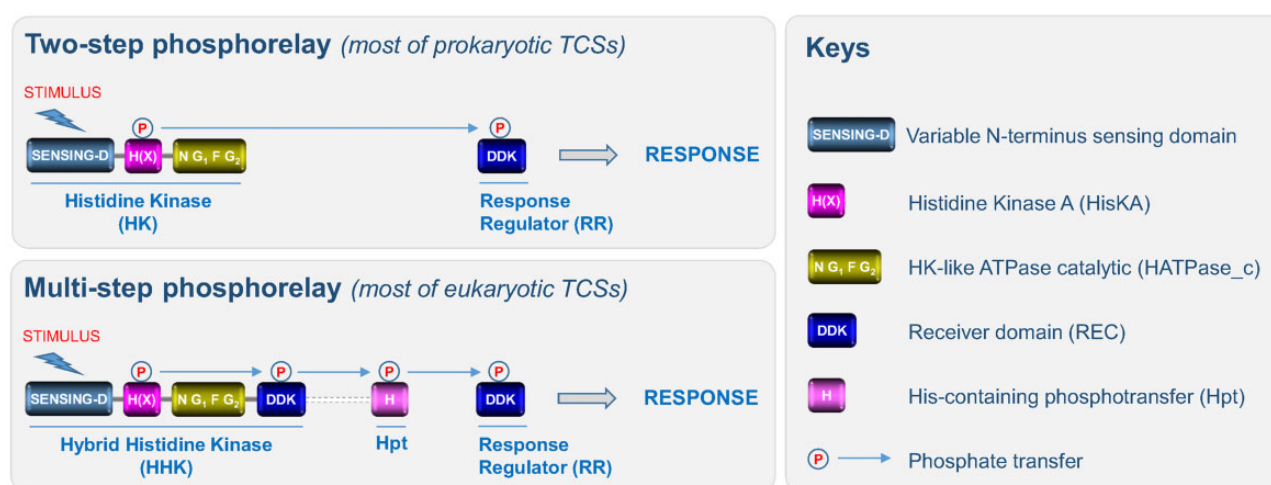 Two-step phosphorelay (most of prokaryotic TCSs)
STIMULUS
P
P
SENSING-D
H(X)
N G₁ F G₂
DDK
RESPONSE
Histidine Kinase
(HK)
Response
Regulator (RR)
Multi-step phosphorelay (most of eukaryotic TCSs)
STIMULUS
P
P
P
P
SENSING-D
H(X)
N G₁ F G₂
DDK
H
DDK
RESPONSE
Hybrid Histidine Kinase
(HHK)
Hpt
Response
Regulator (RR)
Keys
SENSING-D Variable N-terminus sensing domain
H(X) Histidine Kinase A (HisKA)
N G₁ F G₂ HK-like ATPase catalytic (HATPase_c)
DDK Receiver domain (REC)
H His-containing phosphotransfer (Hpt)
P Phosphate transfer